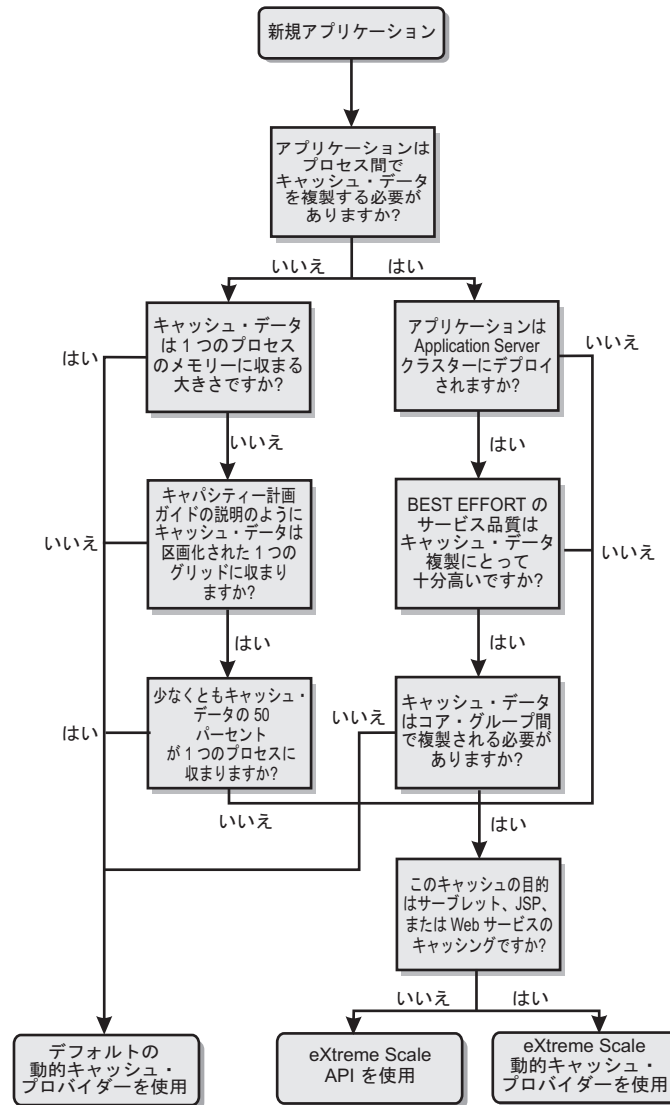 新規アプリケーション
アプリケーションは
プロセス間で
キャッシュ・データ
を複製する必要が
ありますか?
いいえ
はい
キャッシュ・データ
は 1 つのプロセス
のメモリーに収まる
大きさですか?
アプリケーションは
Application Server
クラスターにデプロイ
されますか?
はい
いいえ
いいえ
はい
キャパシティー計画
ガイドの説明のように
キャッシュ・データは
区画化された 1 つの
グリッドに収まり
ますか?
BEST EFFORT の
サービス品質は
キャッシュ・データ
複製にとって
十分高いですか?
いいえ
いいえ
はい
はい
少なくともキャッシュ・
データの 50
パーセント
が 1 つのプロセスに
収まりますか?
キャッシュ・データ
はコア・グループ間
で複製される必要が
ありますか?
はい
いいえ
いいえ
はい
このキャッシュの目的
はサーブレット、JSP、
または Web サービスの
キャッシングですか?
いいえ
はい
デフォルトの
動的キャッシュ・
プロバイダーを使用
eXtreme Scale
API を使用
eXtreme Scale
動的キャッシュ・
プロバイダーを使用